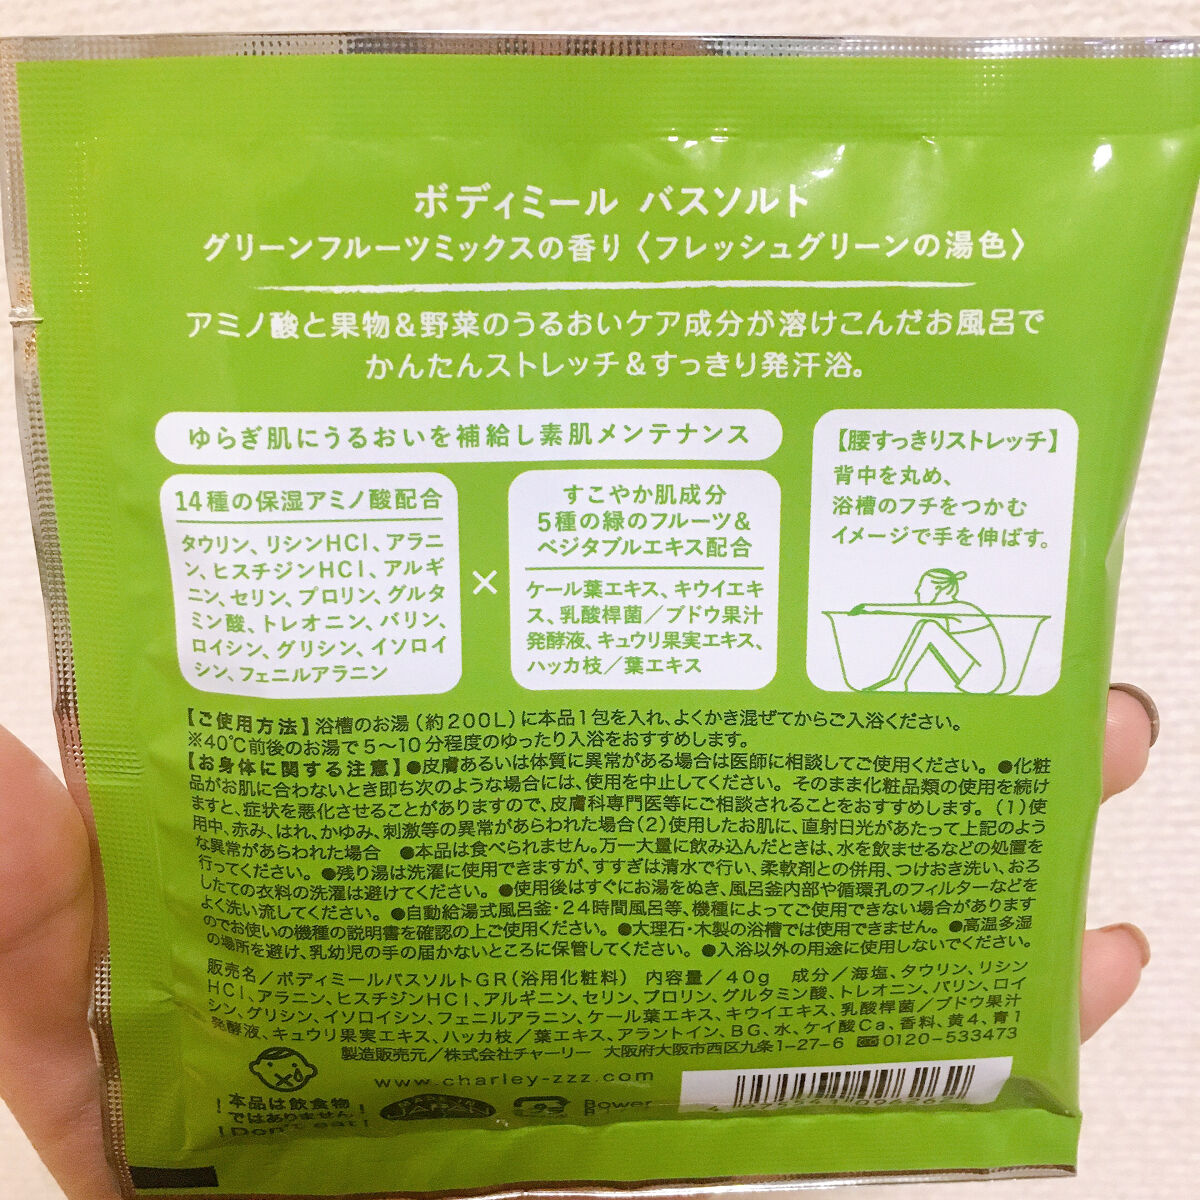 ボディミール バスソルト
グリーンフルーツミックスの香り〈フレッシュグリーンの湯色〉
アミノ酸と果物&野菜のうるおいケア成分が溶けこんだお風呂で
かんたんストレッチ&すっきり発汗浴。
ゆらぎ肌にうるおいを補給し素肌メンテナンス
14種の保湿アミノ酸配合
タウリン、リシンHCl、アラニ
ン、ヒスチジンHCl、アルギ
ニン、セリン、プロリン、グルタ
ミン酸、トレオニン、バリン、
ロイシン、グリシン、イソロイ
シン、フェニルアラニン
×
すこやか肌成分
5種の緑のフルーツ&
ベジタブルエキス配合
ケール葉エキス、キウイエキ
ス、乳酸桿菌/ブドウ果汁
発酵液、キュウリ果実エキス、
ハッカ枝/葉エキス
【腰すっきりストレッチ】
背中を丸め、
浴槽のフチをつかむ
イメージで手を伸ばす。
【ご使用方法】浴槽のお湯(約200L)に本品1包を入れ、よくかき混ぜてからご入浴ください。
※40℃前後のお湯で5〜10分程度のゆったり入浴をおすすめします。
【お身体に関する注意】●皮膚あるいは体質に異常がある場合は医師に相談してご使用ください。●化粧
品がお肌に合わないとき即ち次のような場合には、使用を中止してください。そのまま化粧品類の使用を続け
ますと、症状を悪化させることがありますので、皮膚科専門医等にご相談されることをおすすめします。(1)使
用中、赤み、はれ、かゆみ、刺激等の異常があらわれた場合(2)使用したお肌に、直射日光があたって上記のよう
な異常があらわれた場合 ●本品は食べられません。万一大量に飲み込んだときは、水を飲ませるなどの処置を
行ってください。●残り湯は洗濯に使用できますが、すすぎは清水で行い、柔軟剤との併用、つけおき洗い、おろ
したての衣料の洗濯は避けてください。●使用後はすぐにお湯をぬき、風呂釜内部や循環孔のフィルターなどを
よく洗い流してください。●自動給湯式風呂釜・24時間風呂等、機種によってご使用できない場合があります
のでお使いの機種の説明書を確認の上ご使用ください。●大理石・木製の浴槽では使用できません。●高温多湿
の場所を避け、乳幼児の手の届かないところに保管してください。●入浴以外の用途に使用しないでください。
販売名/ボディミールバスソルトGR(浴用化粧料) 内容量/40g 成分/海塩、タウリン、リシン
HCl、アラニン、ヒスチジンHCl、アルギニン、セリン、プロリン、グルタミン酸、トレオニン、バリン、ロイ
シン、グリシン、イソロイシン、フェニルアラニン、ケール葉エキス、キウイエキス、乳酸桿菌/ブドウ果汁
発酵液、キュウリ果実エキス、ハッカ枝/葉エキス、アラントイン、BG、水、ケイ酸Ca、香料、黄4、青1
製造販売元/株式会社チャーリー 大阪府大阪市西区九条1-27-6 0120-533473
www.charley-zzz.com
本品は飲食物
ではありません
Don't eat!
Bower